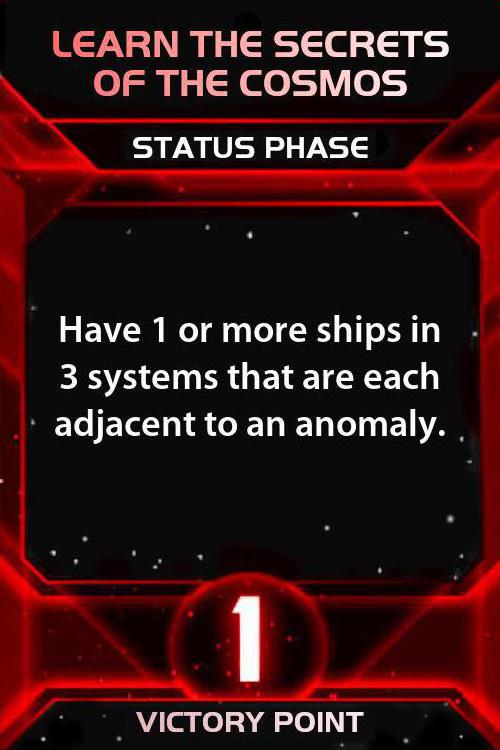 LEARN THE SECRETS
OF THE COSMOS
STATUS PHASE
Have 1 or more ships in
3 systems that are each
adjacent to an anomaly.
1
VICTORY POINT